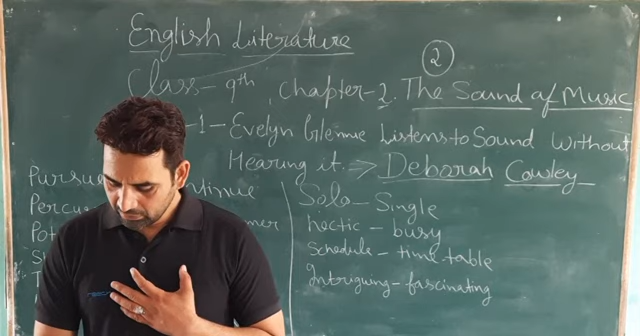 English Literature
2
Class - 9th, Chapter - 2. The Sound of Music
-1- Evelyn Glennie Listens to Sound Without
Hearing it. → Deborah Cowley
Solo - Single
hectic - busy
Schedule - time table
Intriguing - fascinating